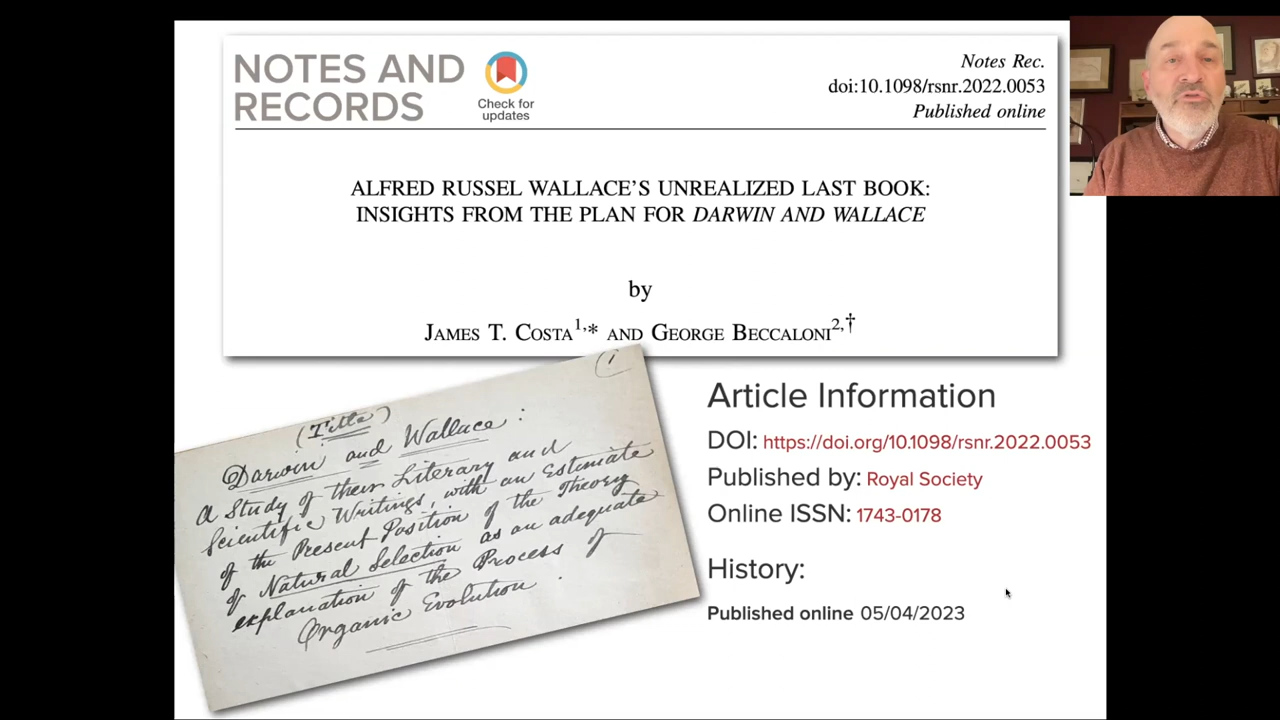 NOTES AND
RECORDS
Check for
updates
Notes Rec.
doi:10.1098/rsnr.2022.0053
Published online
ALFRED RUSSEL WALLACE'S UNREALIZED LAST BOOK:
INSIGHTS FROM THE PLAN FOR DARWIN AND WALLACE
by
JAMES T. COSTA1,* AND GEORGE BECCALONI2,†
(1
(Title)
Darwin and Wallace:
A Study of their Literary and
Scientific Writings, with an Estimate
of the Present Position of the Theory
of Natural Selection as an adequate
explanation of the Process of
Organic Evolution.
Article Information
DOI: https://doi.org/10.1098/rsnr.2022.0053
Published by: Royal Society
Online ISSN: 1743-0178
History:
Published online 05/04/2023